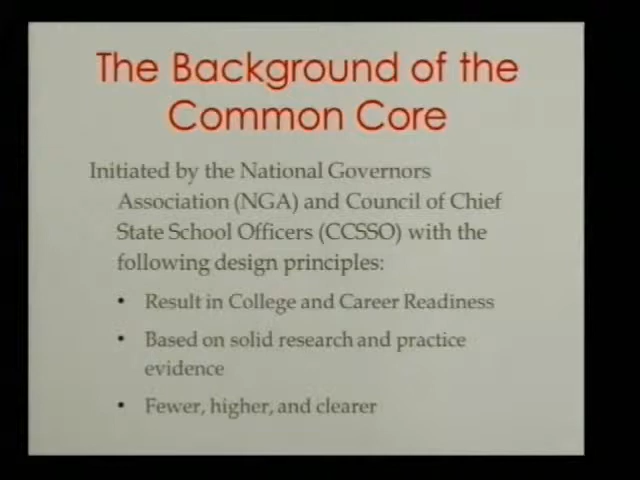 The Background of the
Common Core
Initiated by the National Governors
Association (NGA) and Council of Chief
State School Officers (CCSSO) with the
following design principles:
• Result in College and Career Readiness
• Based on solid research and practice
evidence
• Fewer, higher, and clearer